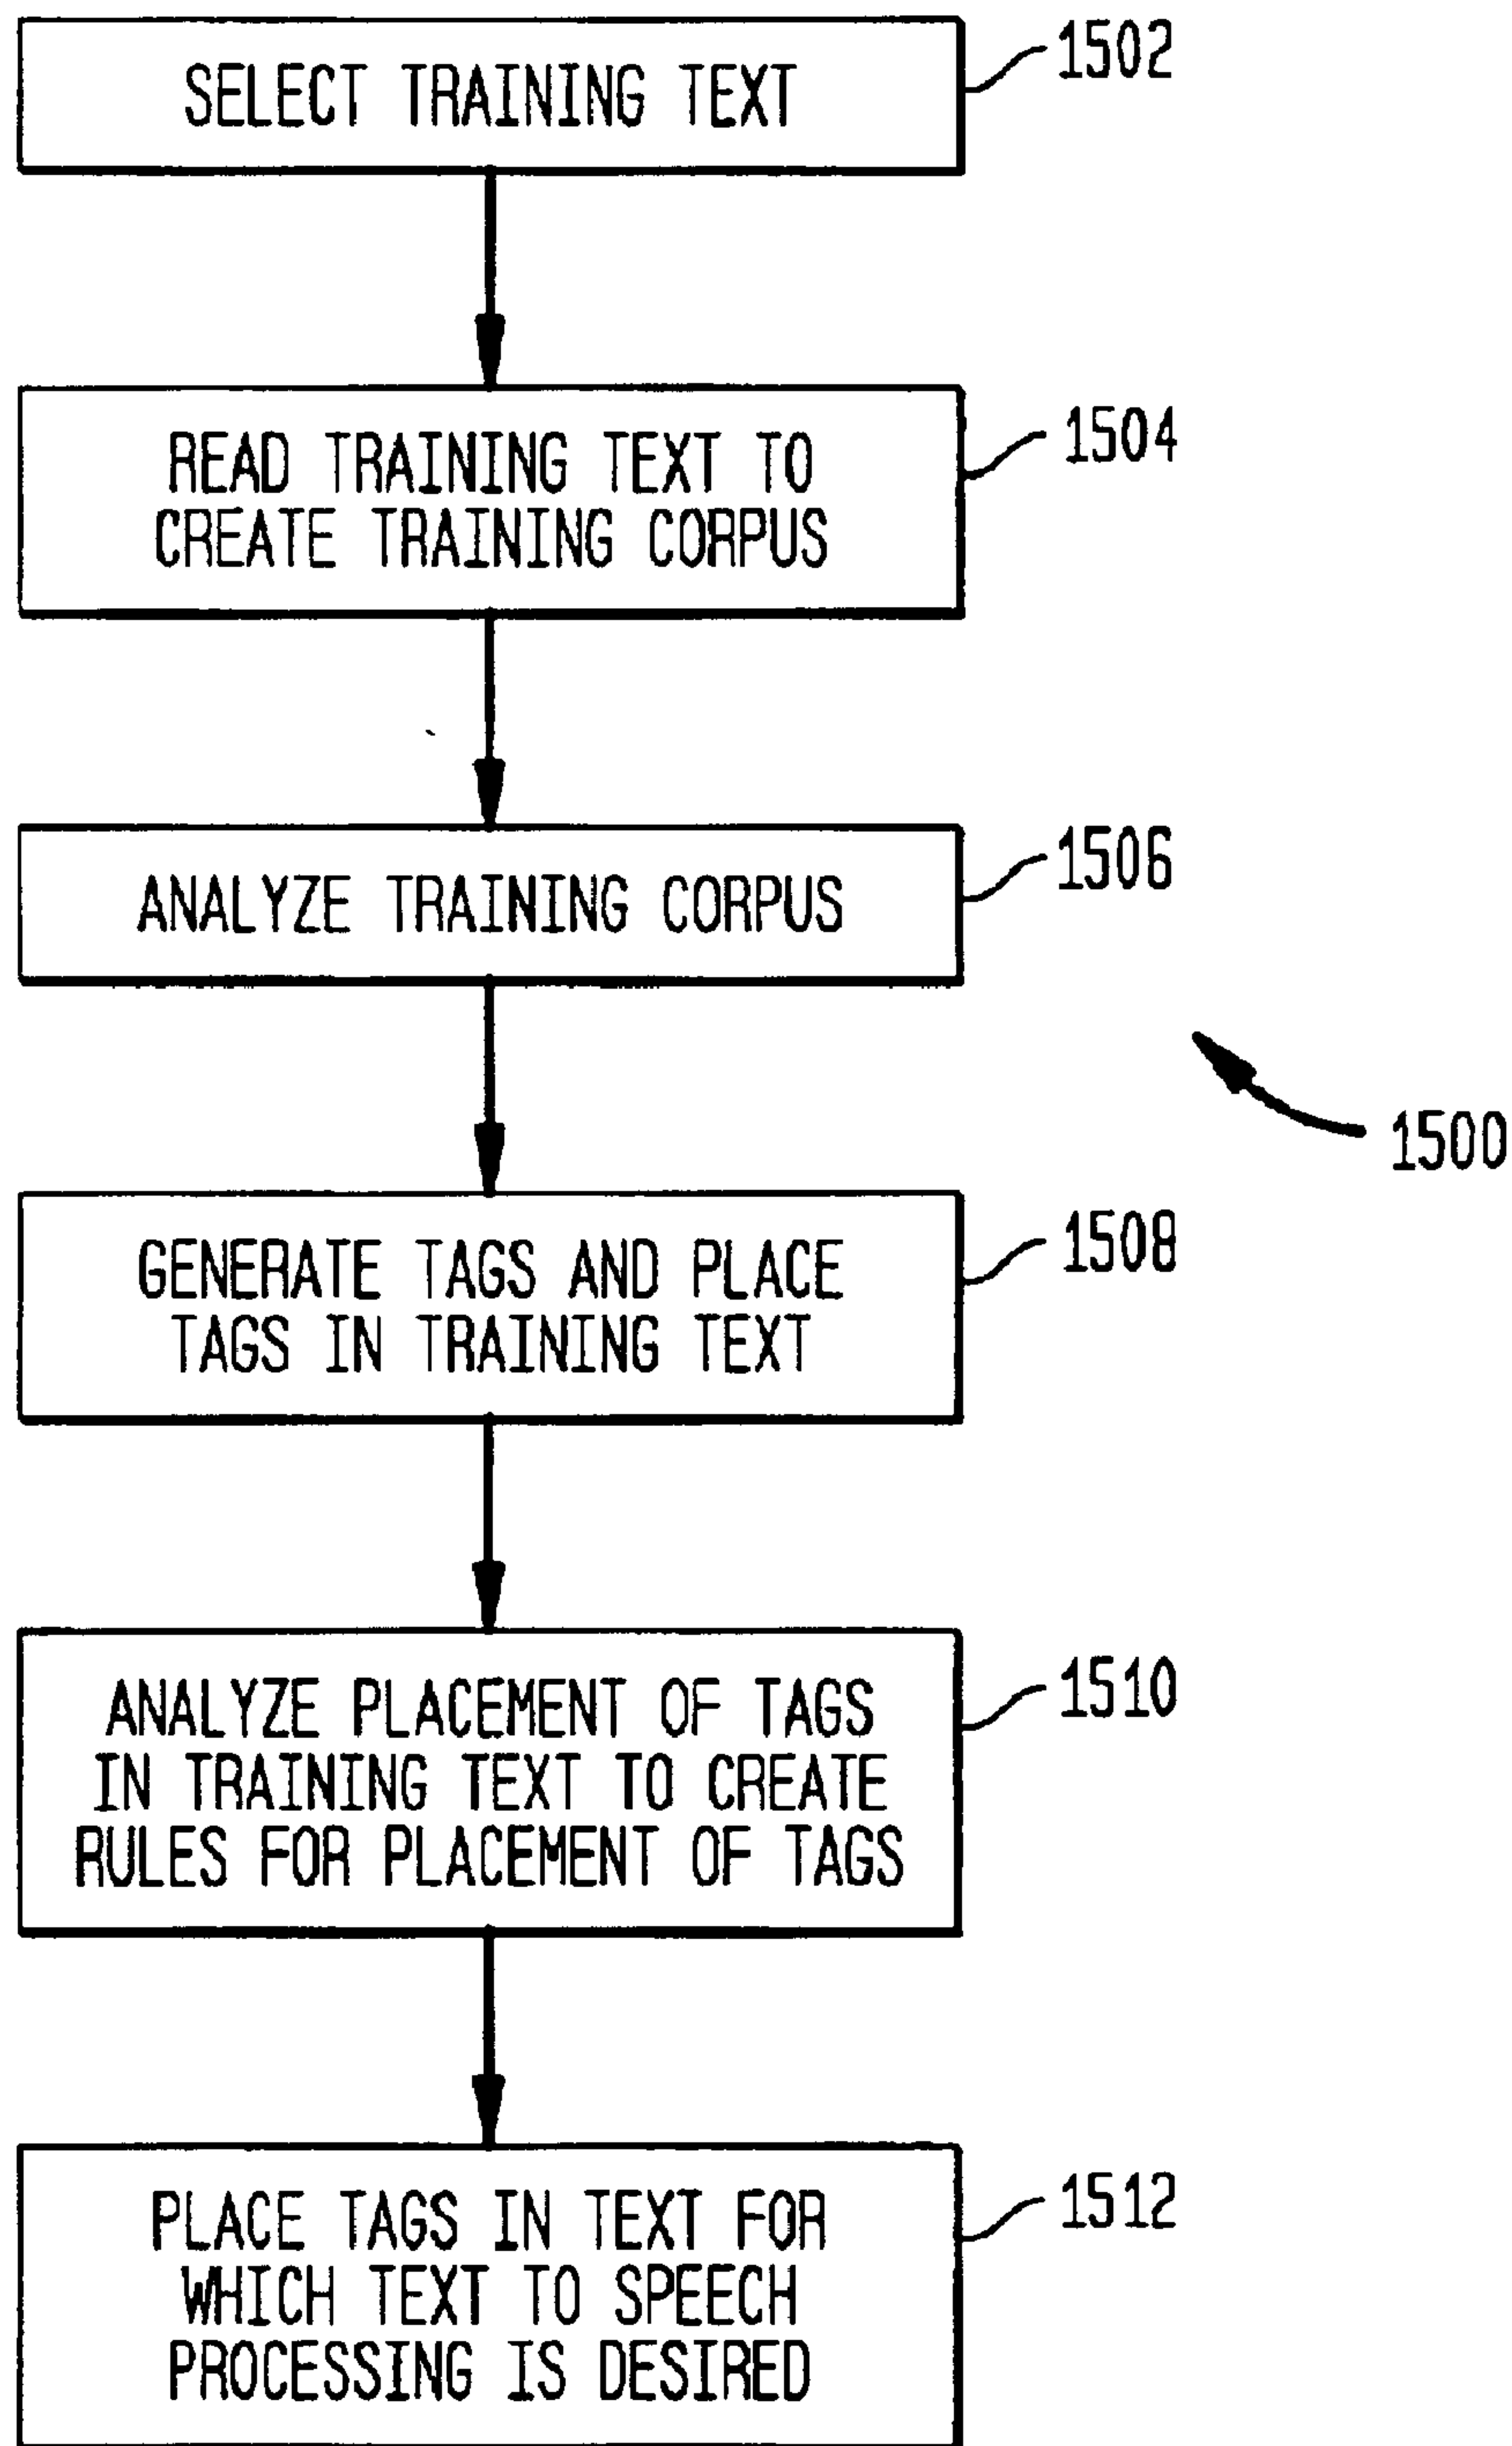 SELECT TRAINING TEXT
1502
READ TRAINING TEXT TO
CREATE TRAINING CORPUS
1504
ANALYZE TRAINING CORPUS
1506
1500
GENERATE TAGS AND PLACE
TAGS IN TRAINING TEXT
1508
ANALYZE PLACEMENT OF TAGS
IN TRAINING TEXT TO CREATE
RULES FOR PLACEMENT OF TAGS
1510
PLACE TAGS IN TEXT FOR
WHICH TEXT TO SPEECH
PROCESSING IS DESIRED
1512